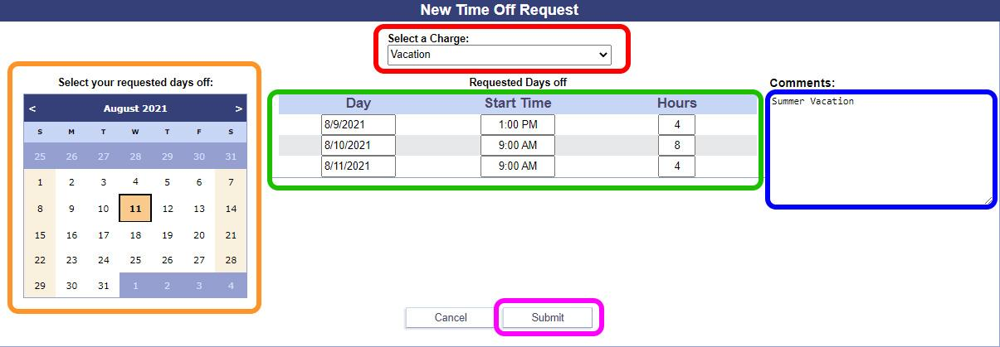 New Time Off Request
Select a Charge:
Vacation
Select your requested days off:
< August 2021 >
S M T W T F S
25 26 27 28 29 30 31
1 2 3 4 5 6 7
8 9 10 11 12 13 14
15 16 17 18 19 20 21
22 23 24 25 26 27 28
29 30 31 1 2 3 4
Requested Days off
Day Start Time Hours
8/9/2021 1:00 PM 4
8/10/2021 9:00 AM 8
8/11/2021 9:00 AM 4
Comments:
Summer Vacation
Cancel Submit